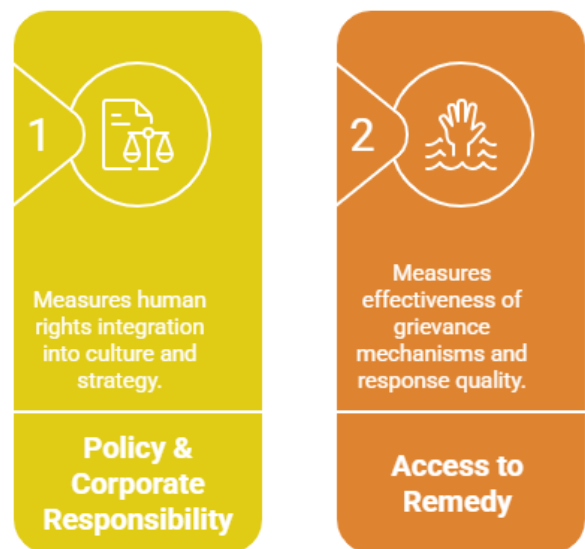 1
Measures human
rights integration
into culture and
strategy.
Policy &
Corporate
Responsibility
2
Measures
effectiveness of
grievance
mechanisms and
response quality.
Access to
Remedy